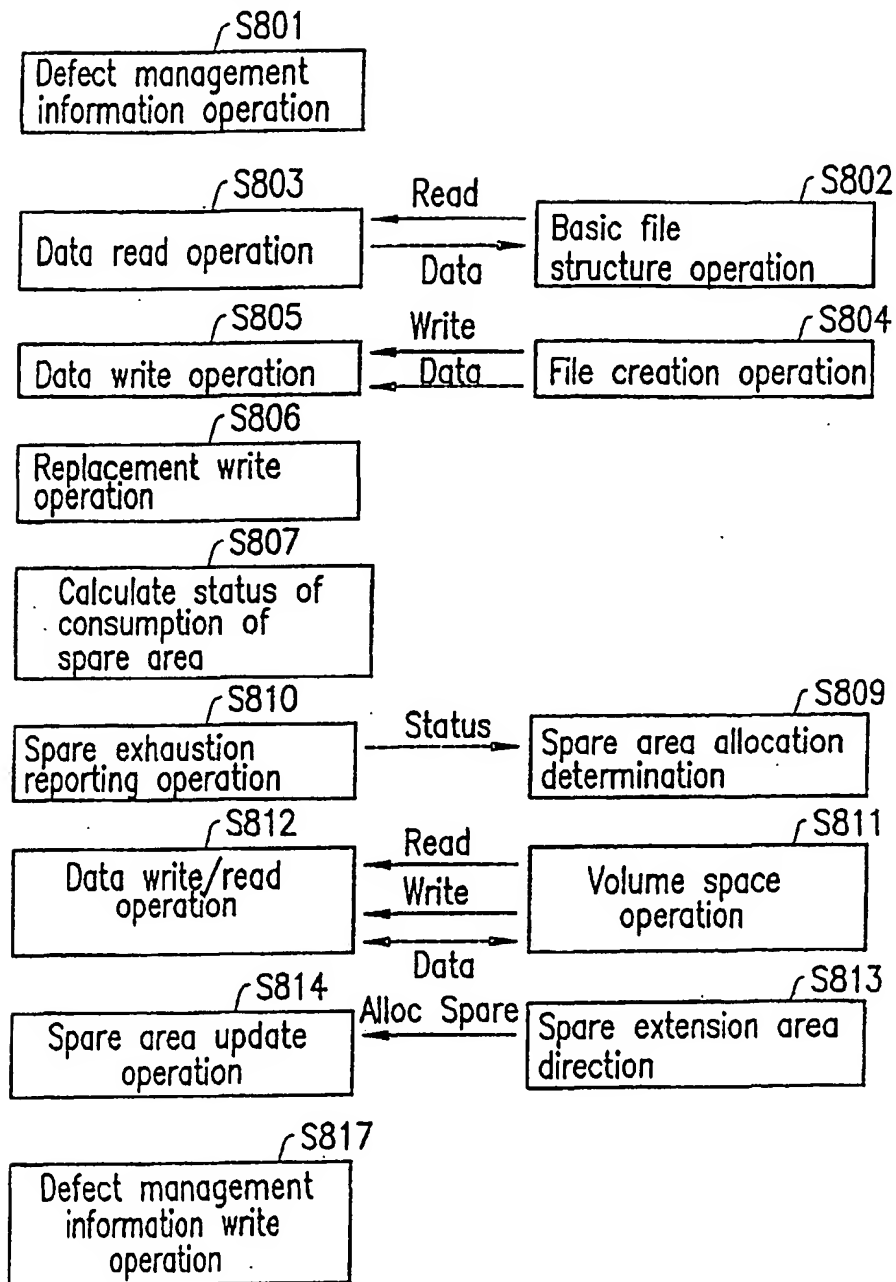 S801
Defect management
information operation
S803
Data read operation
Read
Data
S802
Basic file
structure operation
S805
Data write operation
Write
Data
S804
File creation operation
S806
Replacement write
operation
S807
Calculate status of
consumption of
spare area
S810
Spare exhaustion
reporting operation
Status
S809
Spare area allocation
determination
S812
Data write/read
operation
Read
Write
Data
S811
Volume space
operation
S814
Spare area update
operation
Alloc Spare
S813
Spare extension area
direction
S817
Defect management
information write
operation